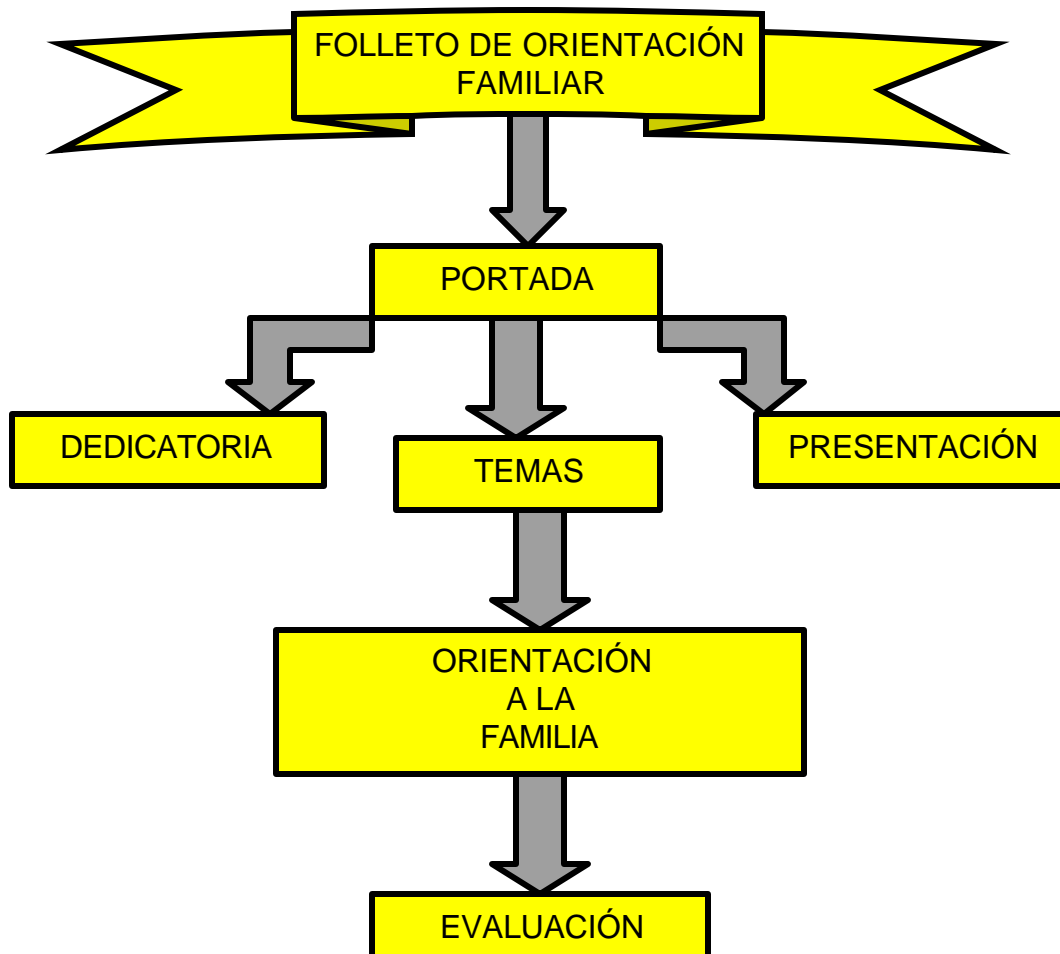 FOLLETO DE ORIENTACIÓN
FAMILIAR
PORTADA
DEDICATORIA
TEMAS
PRESENTACIÓN
ORIENTACIÓN
A LA
FAMILIA
EVALUACIÓN